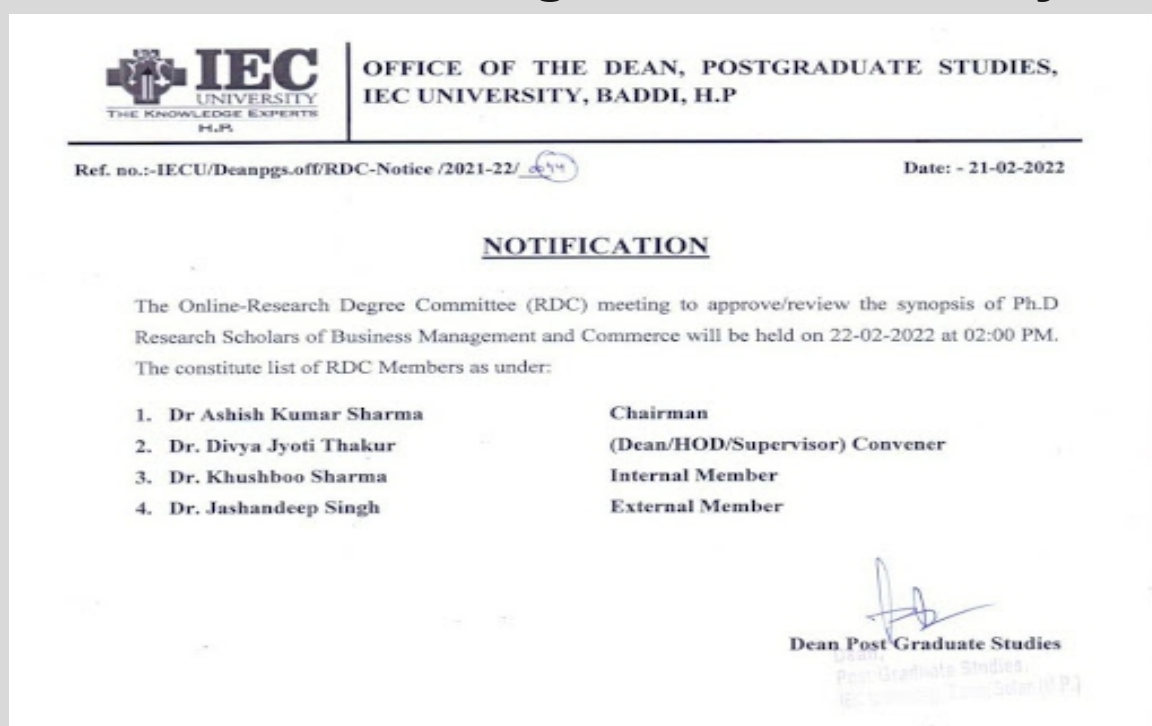 IEC
UNIVERSITY
THE KNOWLEDGE EXPERTS
H.P.
OFFICE OF THE DEAN, POSTGRADUATE STUDIES,
IEC UNIVERSITY, BADDI, H.P
Ref. no.:-IECU/Deanpgs.off/RDC-Notice /2021-22/
Date: - 21-02-2022
NOTIFICATION
The Online-Research Degree Committee (RDC) meeting to approve/review the synopsis of Ph.D
Research Scholars of Business Management and Commerce will be held on 22-02-2022 at 02:00 PM.
The constitute list of RDC Members as under:
1. Dr Ashish Kumar Sharma Chairman
2. Dr. Divya Jyoti Thakur (Dean/HOD/Supervisor) Convener
3. Dr. Khushboo Sharma Internal Member
4. Dr. Jashandeep Singh External Member
Dean Post Graduate Studies
Dean,
Post Graduate Studies,
IEC Solan (H.P.)